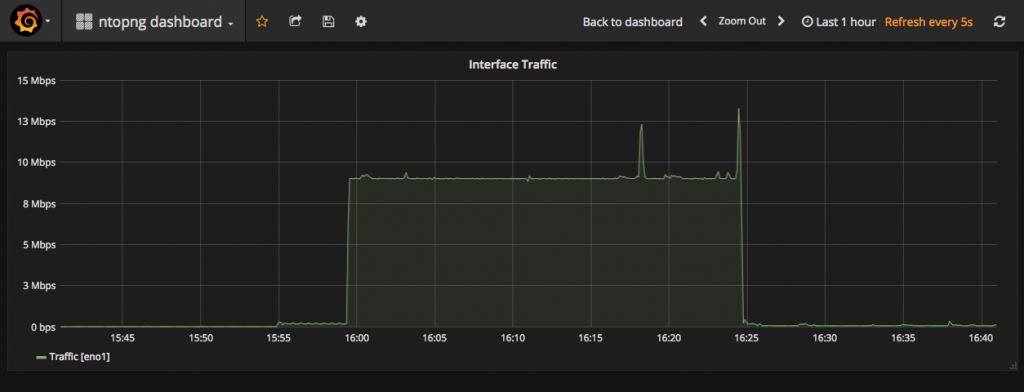 ntopng dashboard
Back to dashboard
Zoom Out
Last 1 hour
Refresh every 5s
Interface Traffic
15 Mbps
13 Mbps
10 Mbps
8 Mbps
5 Mbps
3 Mbps
0 bps
15:45 15:50 15:55 16:00 16:05 16:10 16:15 16:20 16:25 16:30 16:35 16:40
Traffic [eno1]